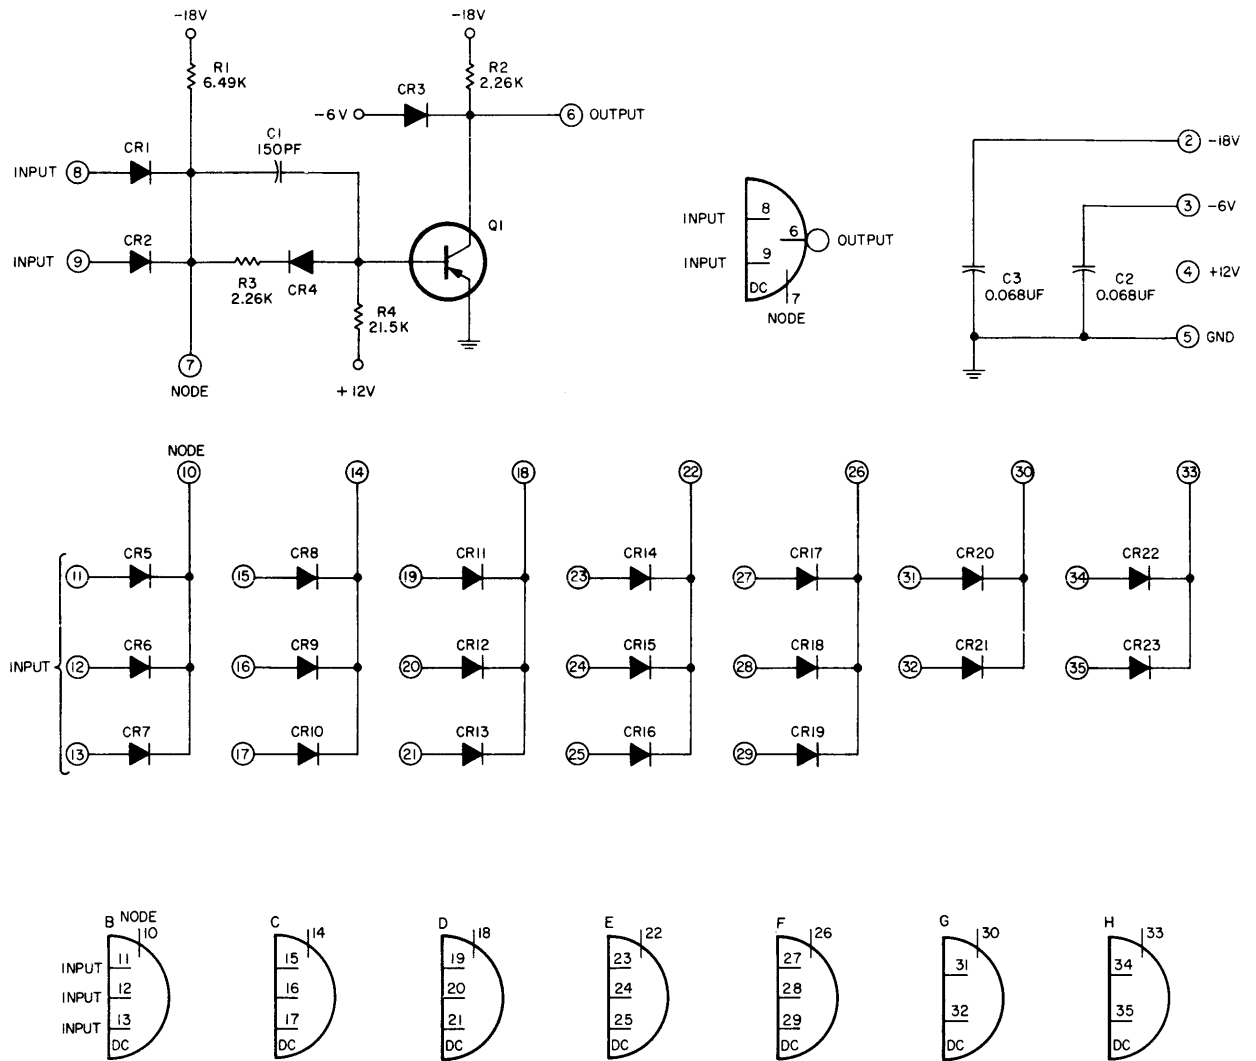 -18V
R1
6.49K
C1
150PF
CR1
INPUT 8
CR2
INPUT 9
R3
2.26K
CR4
7
NODE
-18V
R2
2.26K
CR3
-6V
6 OUTPUT
Q1
R4
21.5K
+12V
INPUT
8
INPUT
9
6
OUTPUT
DC
7
NODE
2 -18V
3 -6V
4 +12V
5 GND
C3
0.068UF
C2
0.068UF
NODE
10
14
18
22
26
30
33
INPUT
11
CR5
15
CR8
19
CR11
23
CR14
27
CR17
31
CR20
34
CR22
12
CR6
16
CR9
20
CR12
24
CR15
28
CR18
32
CR21
35
CR23
13
CR7
17
CR10
21
CR13
25
CR16
29
CR19
B
NODE
10
INPUT
11
INPUT
12
INPUT
13
DC
C
14
15
16
17
DC
D
18
19
20
21
DC
E
22
23
24
25
DC
F
26
27
28
29
DC
G
30
31
32
DC
H
33
34
35
DC